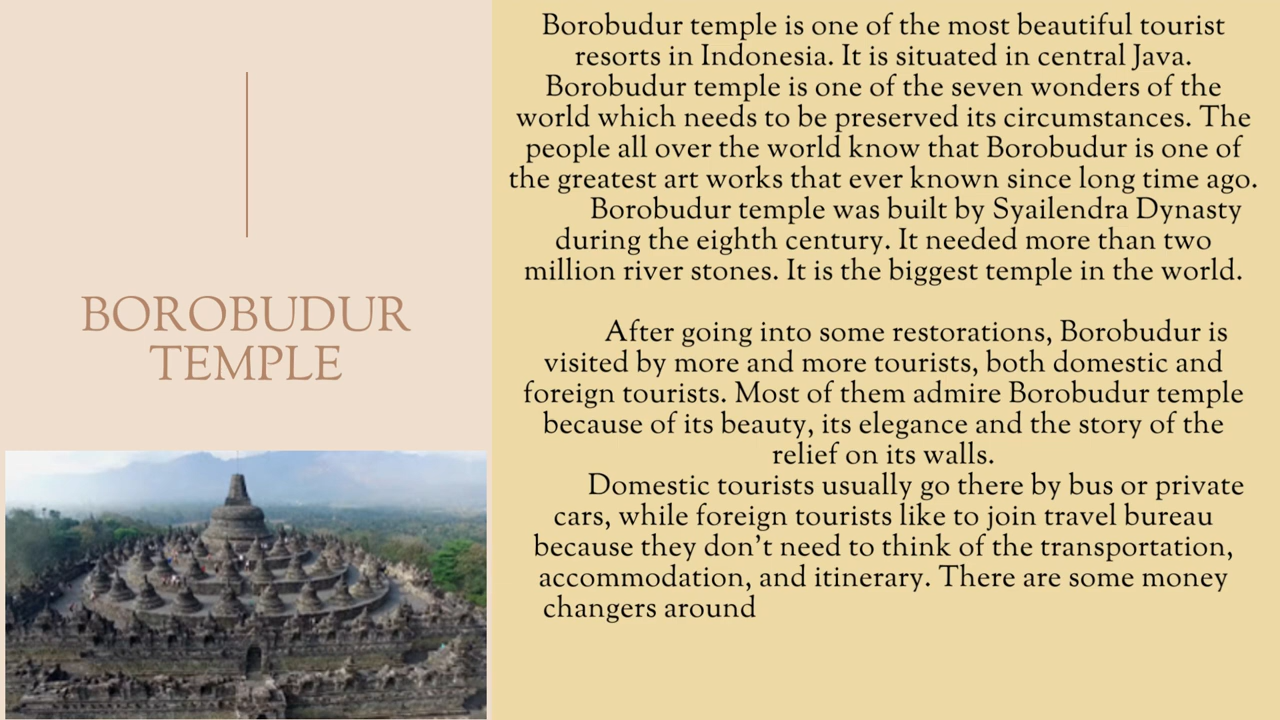 BOROBUDUR
TEMPLE
Borobudur temple is one of the most beautiful tourist
resorts in Indonesia. It is situated in central Java.
Borobudur temple is one of the seven wonders of the
world which needs to be preserved its circumstances. The
people all over the world know that Borobudur is one of
the greatest art works that ever known since long time ago.
Borobudur temple was built by Syailendra Dynasty
during the eighth century. It needed more than two
million river stones. It is the biggest temple in the world.
After going into some restorations, Borobudur is
visited by more and more tourists, both domestic and
foreign tourists. Most of them admire Borobudur temple
because of its beauty, its elegance and the story of the
relief on its walls.
Domestic tourists usually go there by bus or private
cars, while foreign tourists like to join travel bureau
because they don't need to think of the transportation,
accommodation, and itinerary. There are some money
changers around